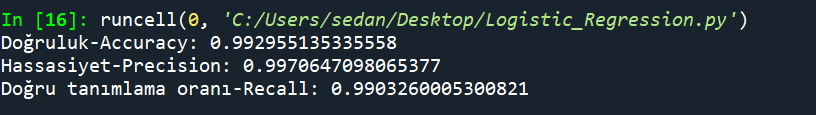 In [16]: runcell(0, 'C:/Users/sedan/Desktop/Logistic_Regression.py')
Doğruluk-Accuracy: 0.992955135335558
Hassasiyet-Precision: 0.9970647098065377
Doğru tanımlama oranı-Recall: 0.9903260005300821